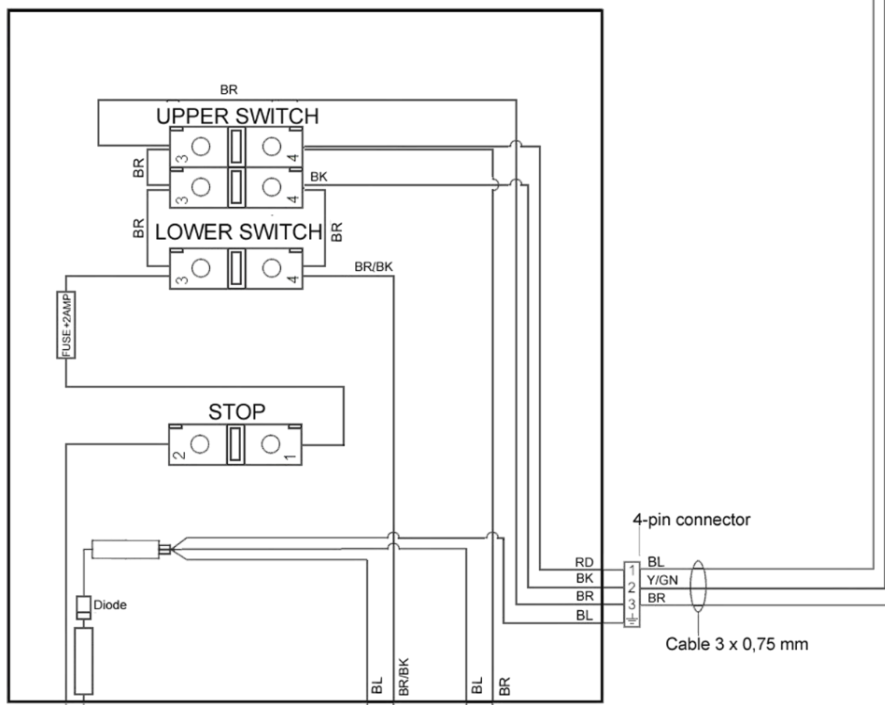 BR
UPPER SWITCH
3
4
BR
3
4
BK
BR
LOWER SWITCH
BR
3
4
BR/BK
FUSE+2AMP
STOP
2
1
4-pin connector
RD
1
BL
BK
2
Y/GN
BR
3
BR
BL
Diode
Cable 3 x 0,75 mm
BL
BR/BK
BL
BR